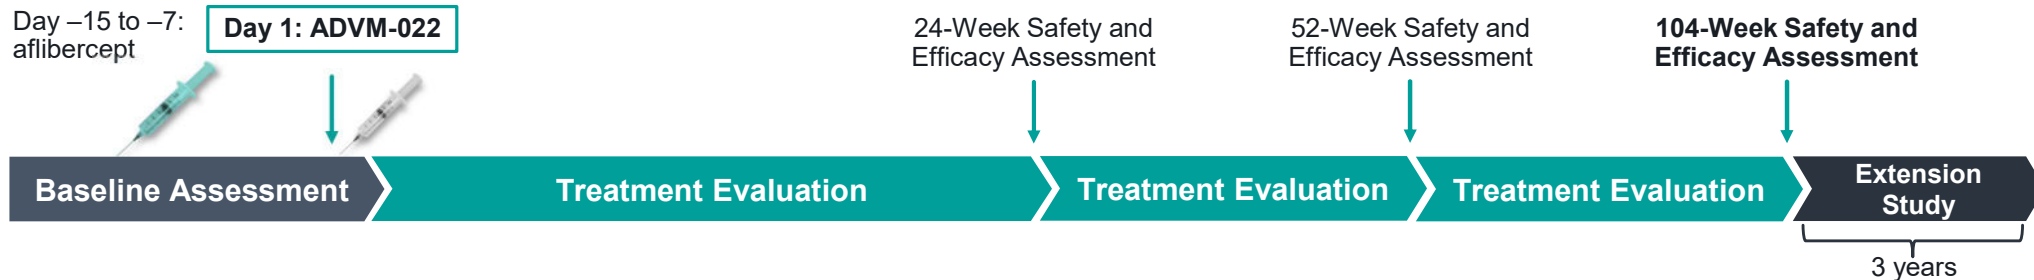 Day –15 to –7:
aflibercept
Day 1: ADVM-022
24-Week Safety and
Efficacy Assessment
52-Week Safety and
Efficacy Assessment
104-Week Safety and
Efficacy Assessment
Baseline Assessment
Treatment Evaluation
Treatment Evaluation
Treatment Evaluation
Extension
Study
3 years